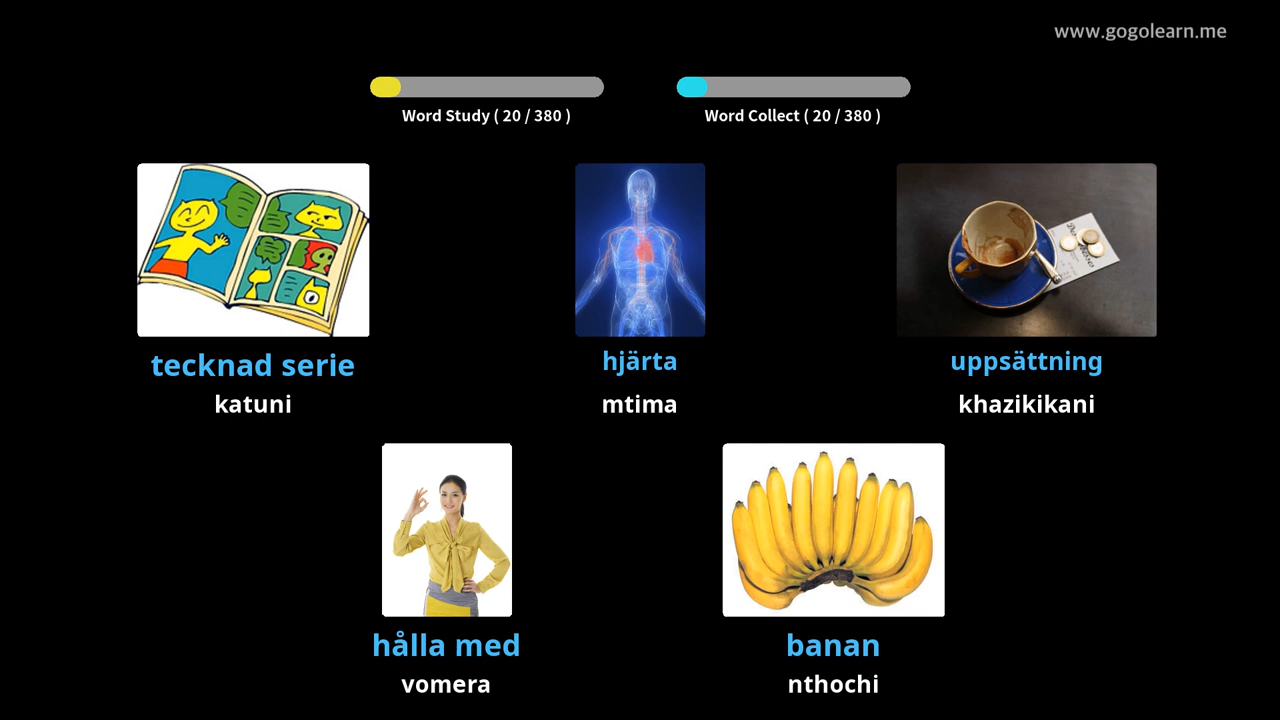 www.gogolearn.me
Word Study ( 20 / 380 )
Word Collect ( 20 / 380 )
tecknad serie
katuni
hjärta
mtima
uppsättning
khazikikani
hålla med
vomera
banan
nthochi